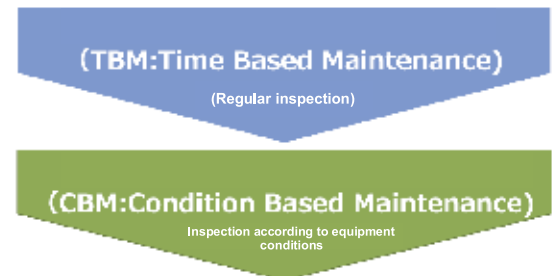 (TBM:Time Based Maintenance)
(Regular inspection)
(CBM:Condition Based Maintenance)
Inspection according to equipment
conditions